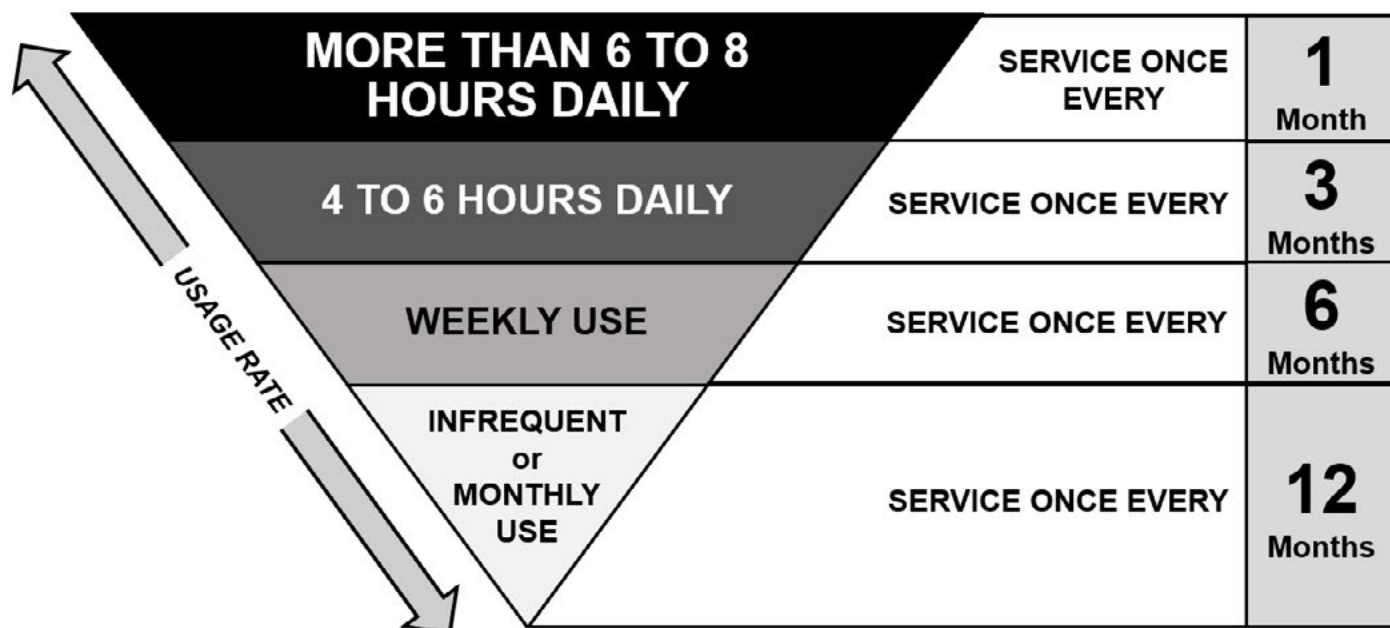 MORE THAN 6 TO 8
HOURS DAILY
SERVICE ONCE
EVERY
1
Month
4 TO 6 HOURS DAILY
SERVICE ONCE EVERY
3
Months
USAGE RATE
WEEKLY USE
SERVICE ONCE EVERY
6
Months
INFREQUENT
or
MONTHLY
USE
SERVICE ONCE EVERY
12
Months